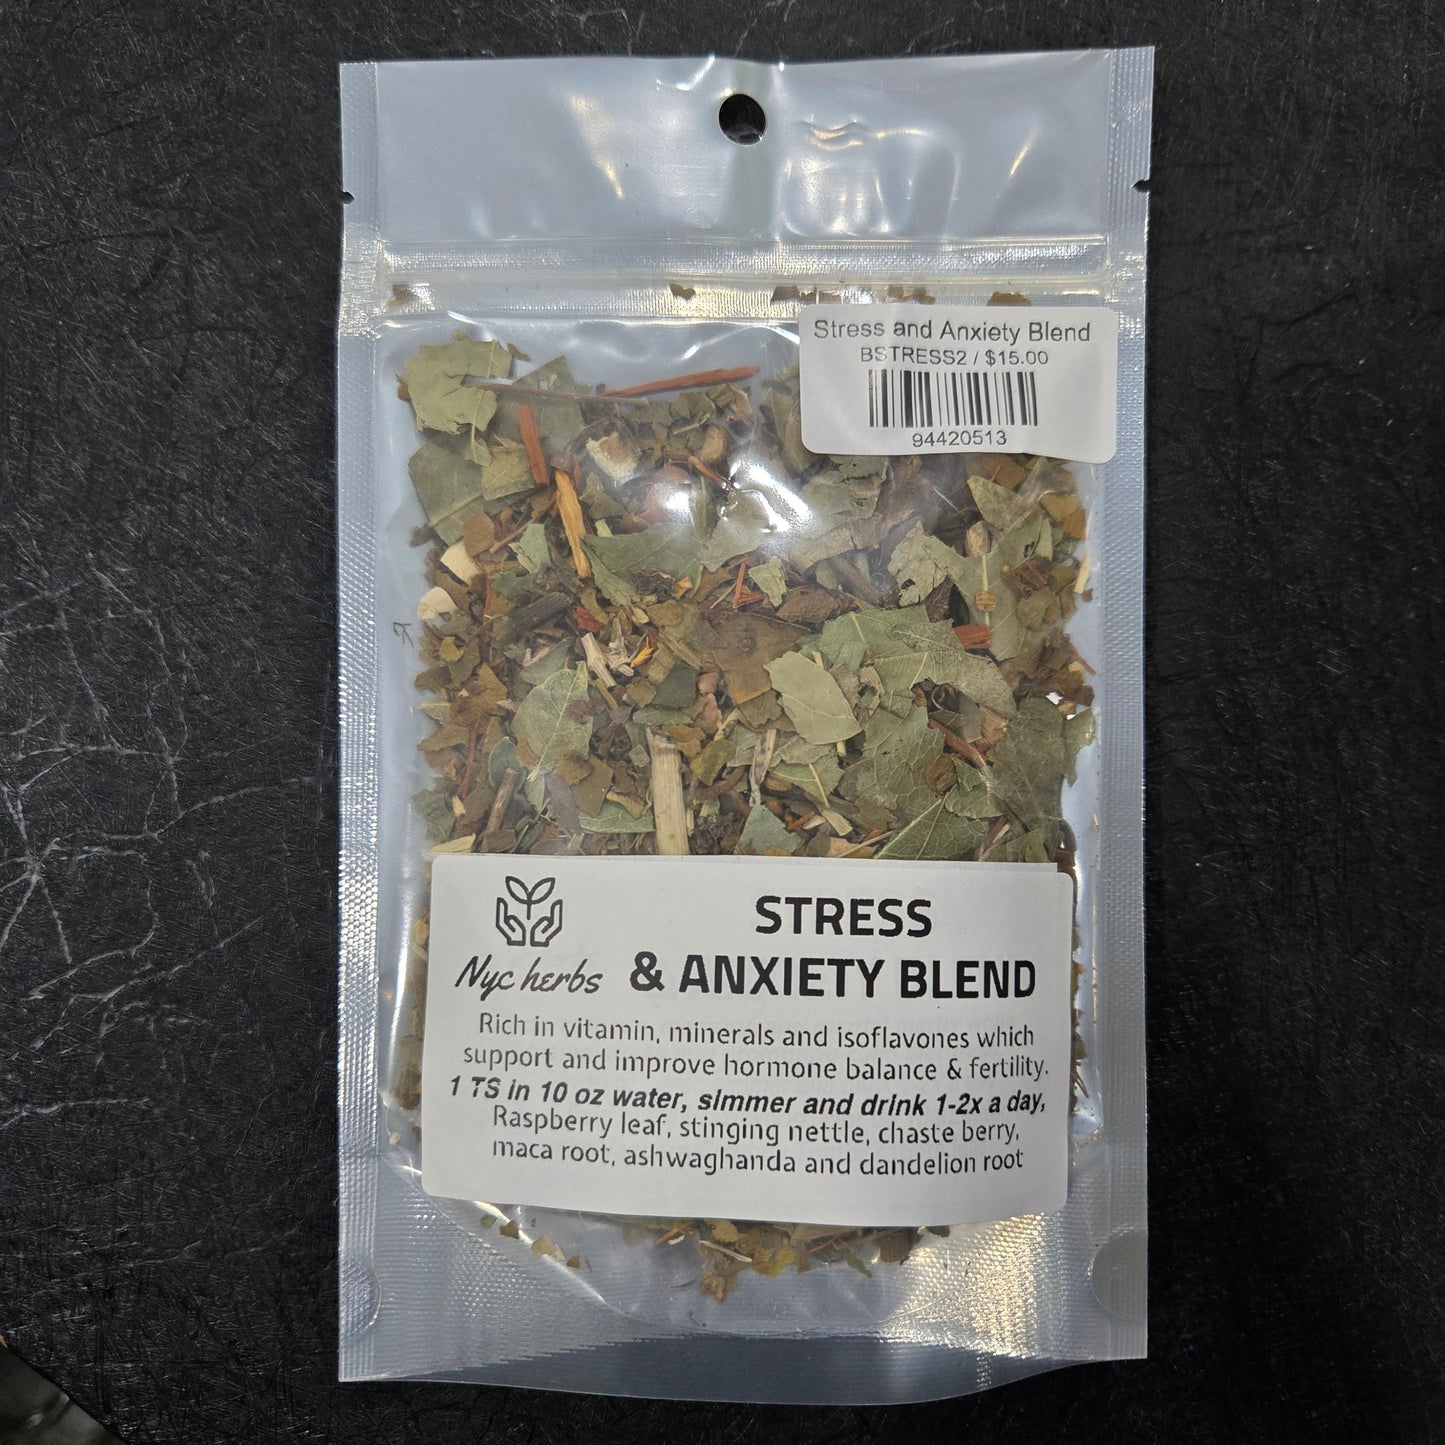 Stress and Anxiety Blend
BSTRESS2 / $15.00
94420513
Nyc herbs
STRESS
& ANXIETY BLEND
Rich in vitamin, minerals and isoflavones which
support and improve hormone balance & fertility.
1 TS in 10 oz water, simmer and drink 1-2x a day,
Raspberry leaf, stinging nettle, chaste berry,
maca root, ashwaghanda and dandelion root